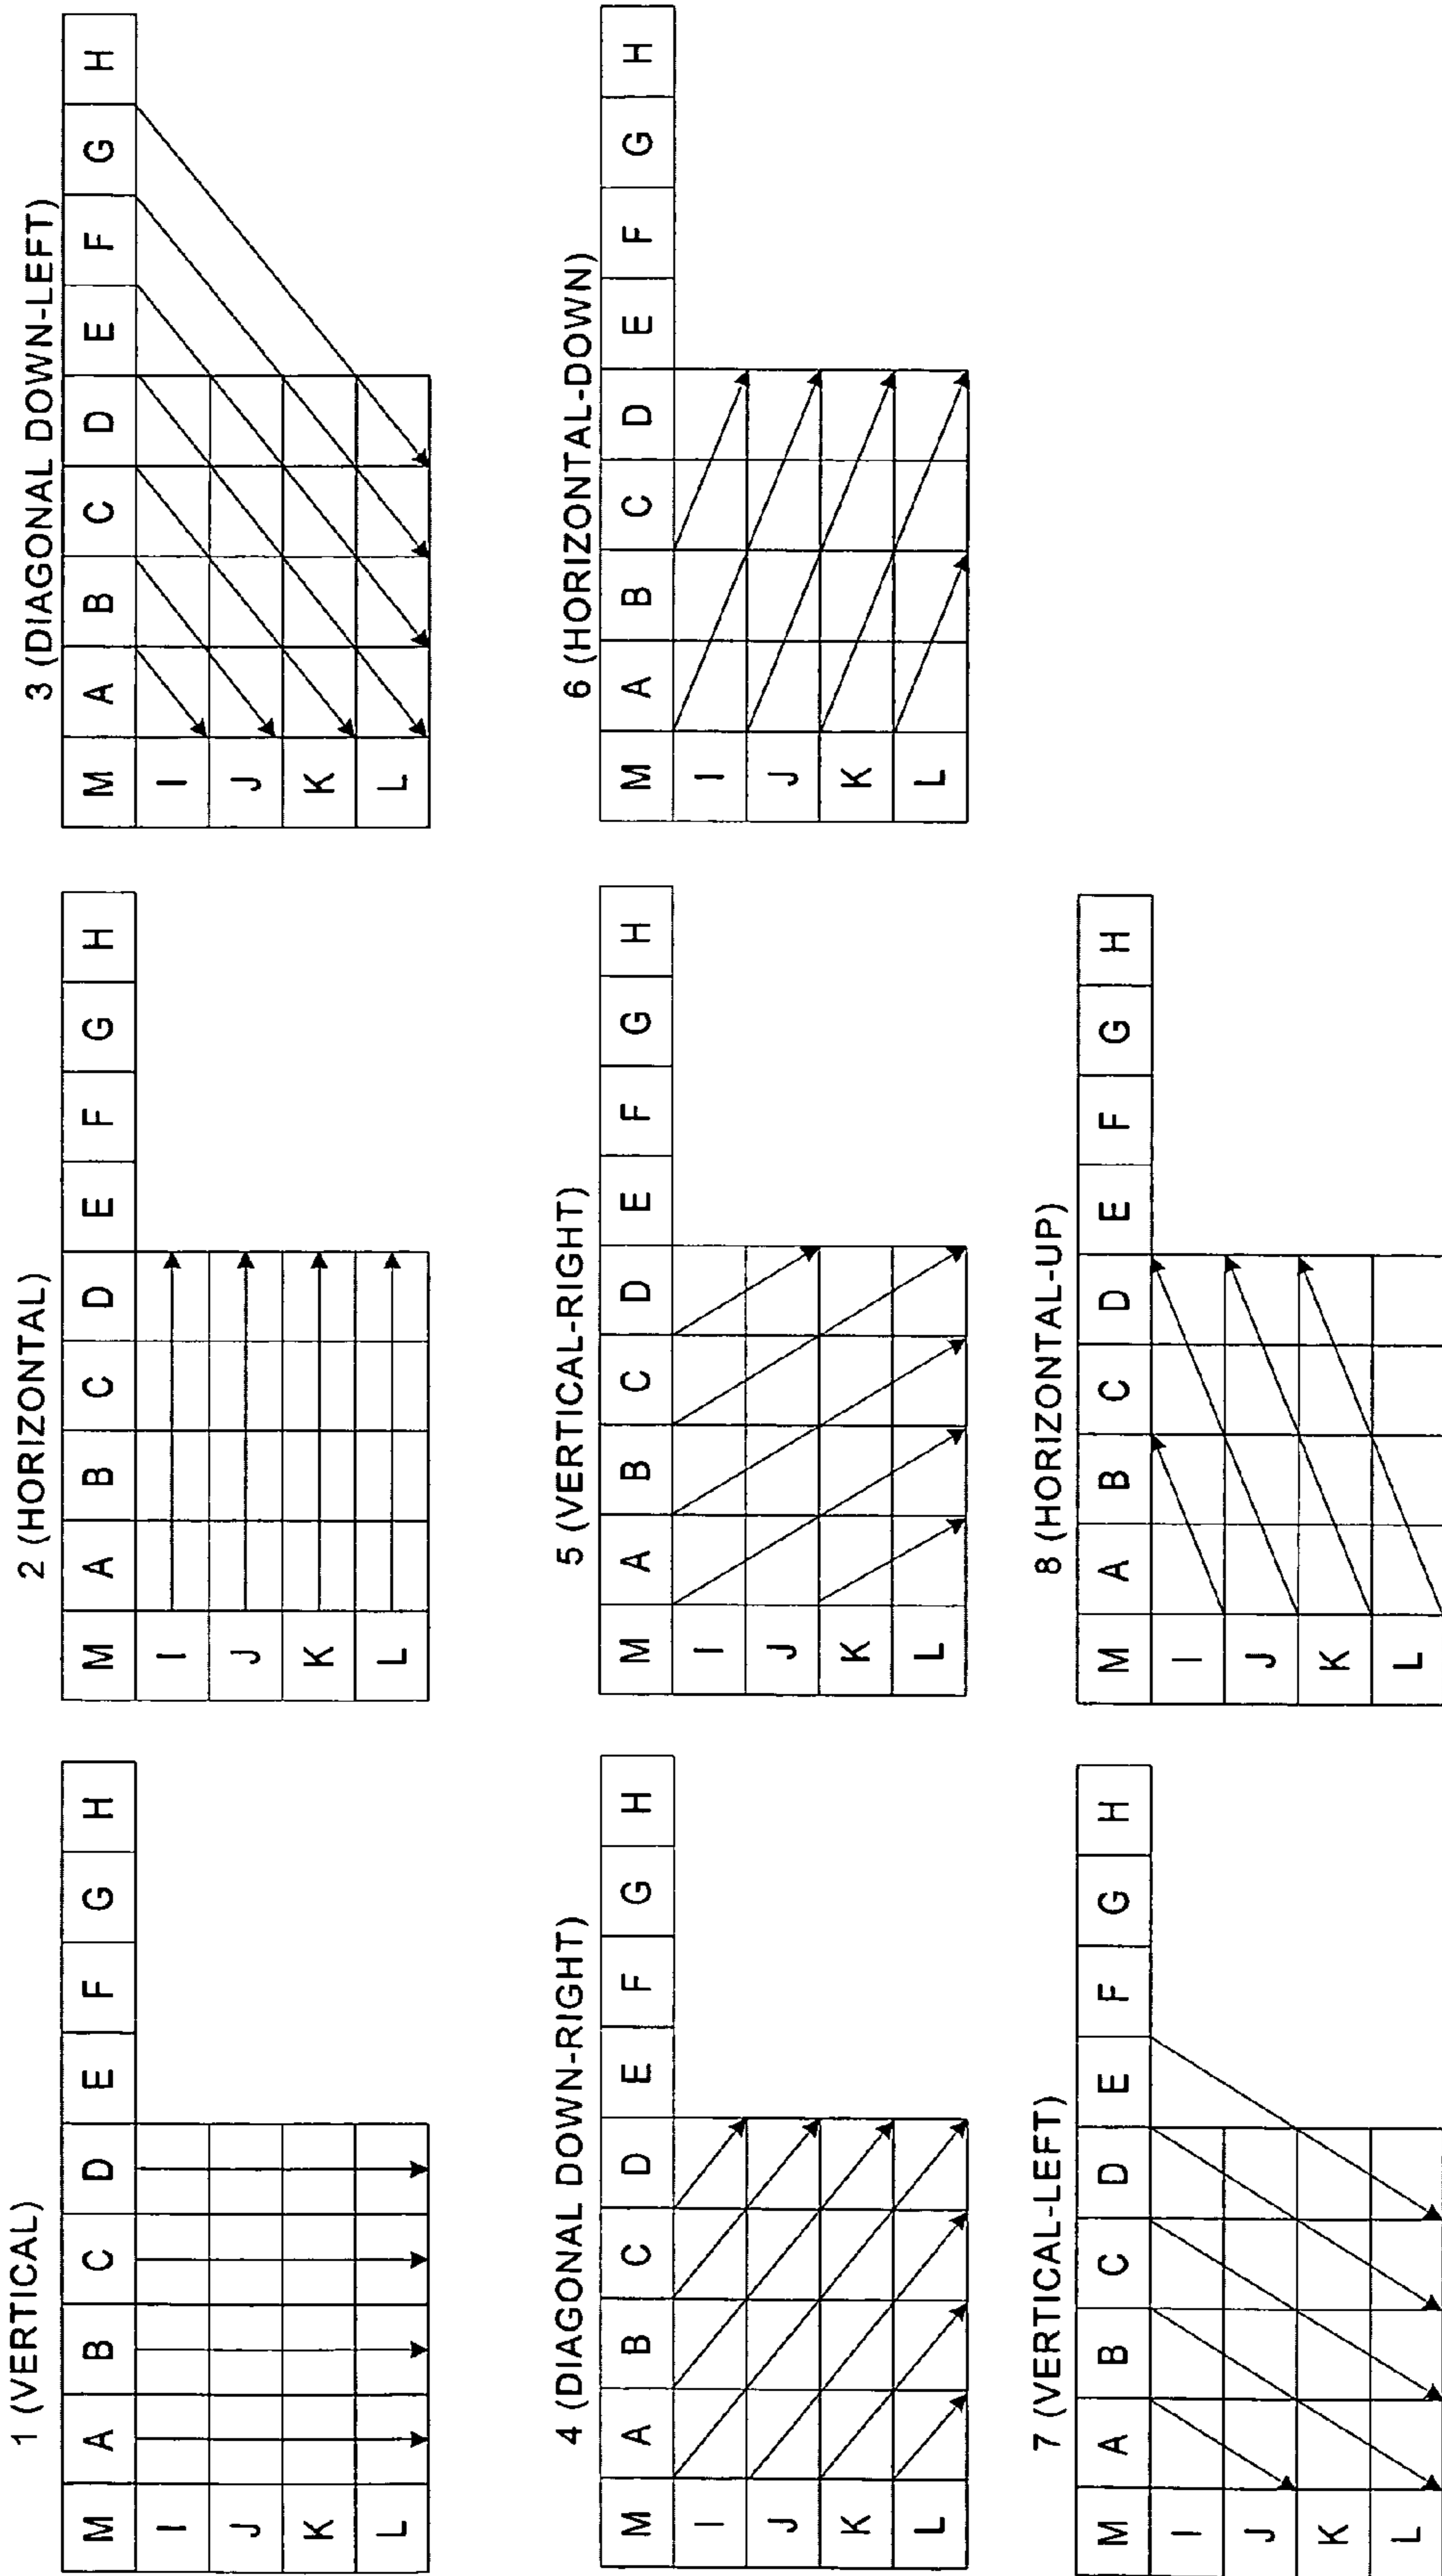 1 (VERTICAL)
M A B C D E F G H
I
J
K
L
2 (HORIZONTAL)
M A B C D E F G H
I
J
K
L
3 (DIAGONAL DOWN-LEFT)
M A B C D E F G H
I
J
K
L
4 (DIAGONAL DOWN-RIGHT)
M A B C D E F G H
I
J
K
L
5 (VERTICAL-RIGHT)
M A B C D E F G H
I
J
K
L
6 (HORIZONTAL-DOWN)
M A B C D E F G H
I
J
K
L
7 (VERTICAL-LEFT)
M A B C D E F G H
I
J
K
L
8 (HORIZONTAL-UP)
M A B C D E F G H
I
J
K
L